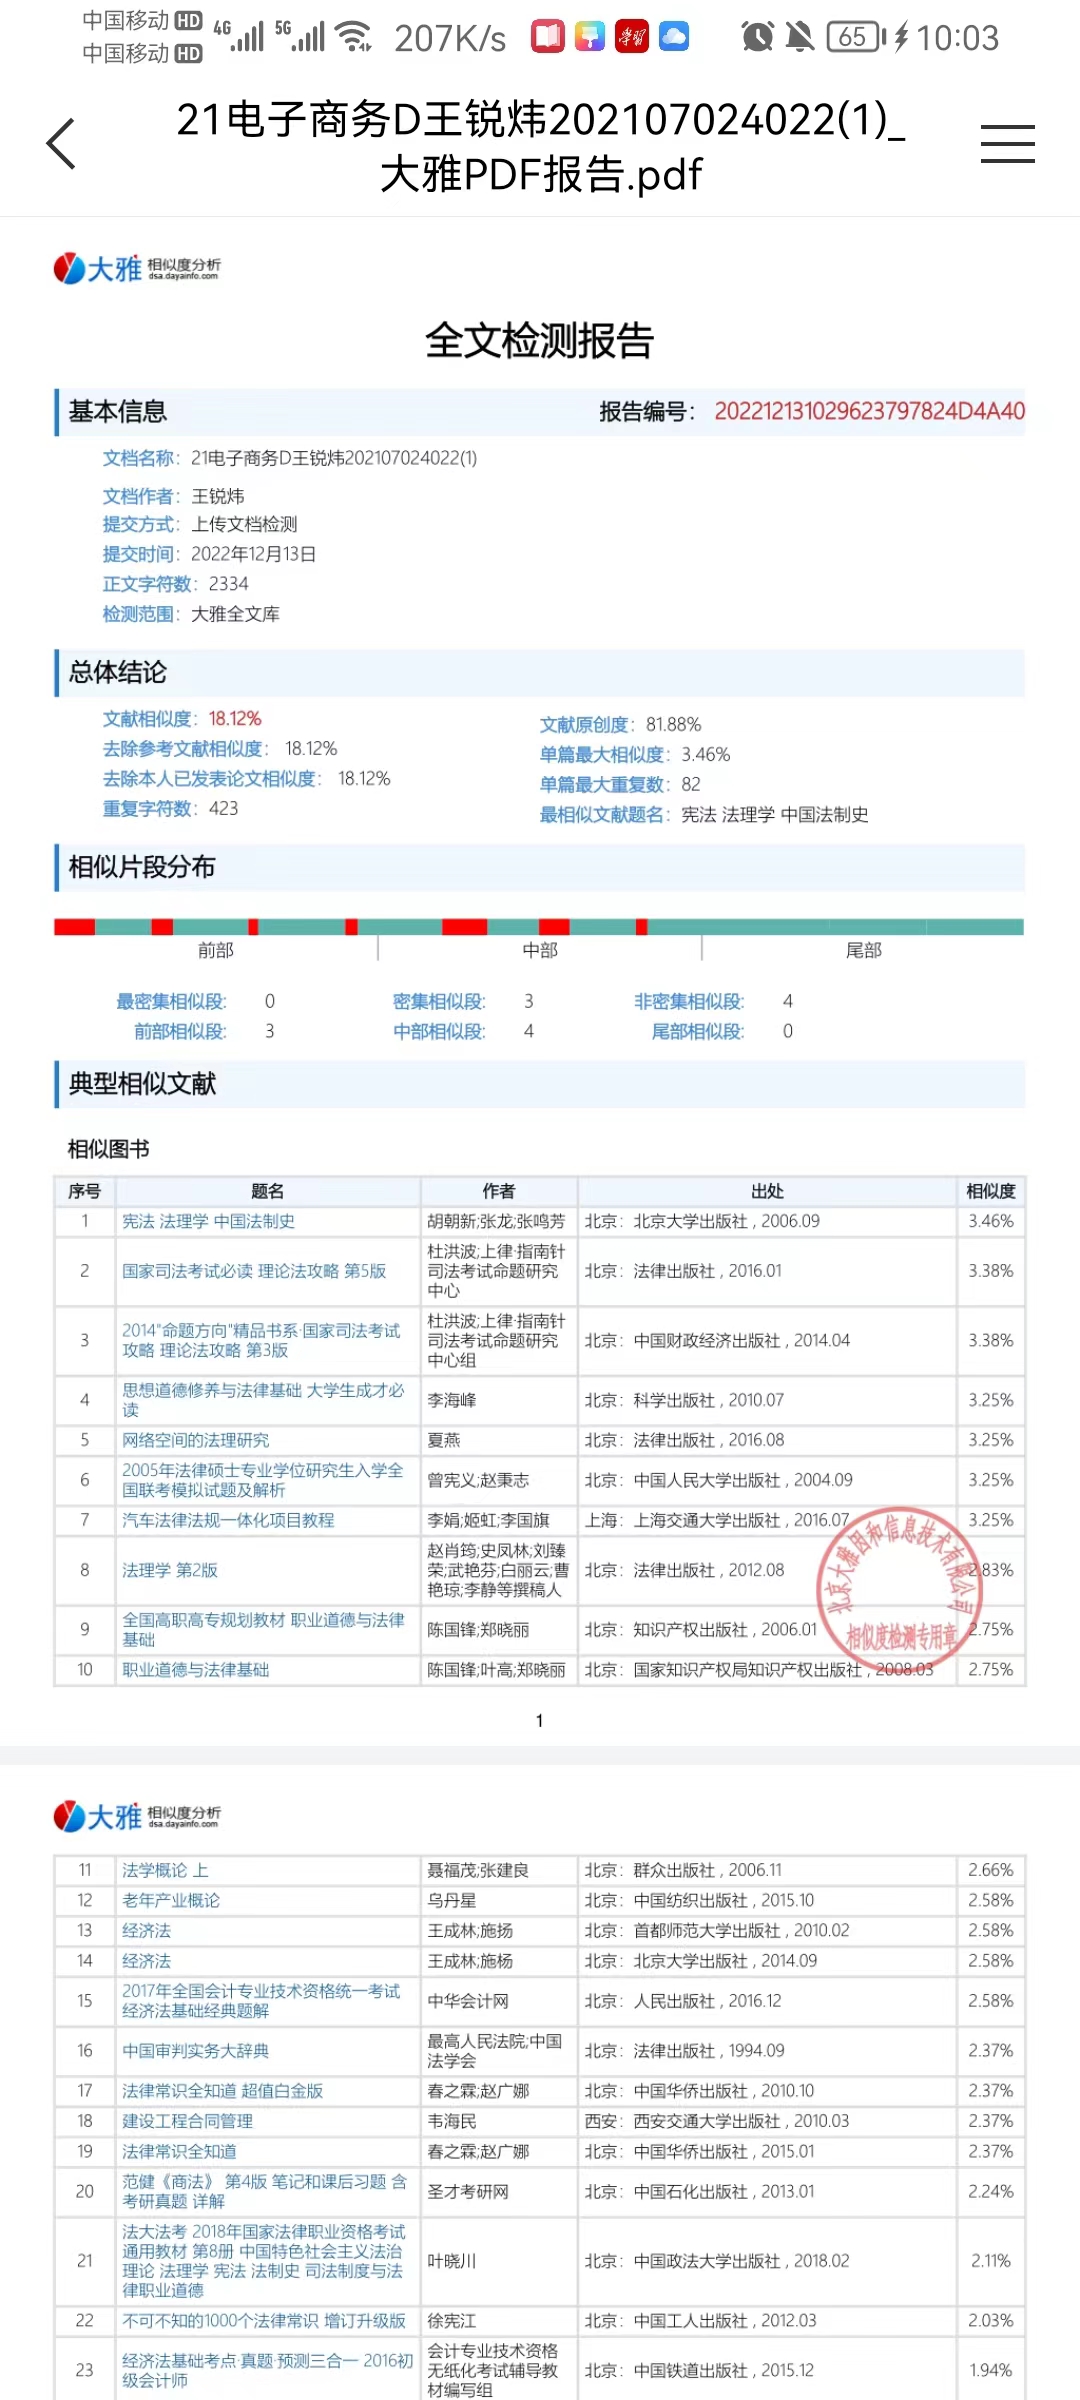 中国移动 HD 4G 5G 207K/s 学习 65 10:03
中国移动 HD
21电子商务D王锐炜202107024022(1)_
大雅PDF报告.pdf
大雅 相似度分析
dsa.dayainfo.com
全文检测报告
基本信息 报告编号： 202212131029623797824D4A40
文档名称：21电子商务D王锐炜202107024022(1)
文档作者：王锐炜
提交方式：上传文档检测
提交时间：2022年12月13日
正文字符数：2334
检测范围：大雅全文库
总体结论
文献相似度：18.12% 文献原创度：81.88%
去除参考文献相似度： 18.12% 单篇最大相似度：3.46%
去除本人已发表论文相似度： 18.12% 单篇最大重复数：82
重复字符数：423 最相似文献题名：宪法 法理学 中国法制史
相似片段分布
前部 中部 尾部
最密集相似段: 0 密集相似段: 3 非密集相似段: 4
前部相似段: 3 中部相似段: 4 尾部相似段: 0
典型相似文献
相似图书
序号 题名 作者 出处 相似度
1 宪法 法理学 中国法制史 胡朝新;张龙;张鸣芳 北京：北京大学出版社 , 2006.09 3.46%
2 国家司法考试必读 理论法攻略 第5版 杜洪波;上律·指南针
司法考试命题研究
中心 北京：法律出版社 , 2016.01 3.38%
3 2014"命题方向"精品书系·国家司法考试
攻略 理论法攻略 第3版 杜洪波;上律·指南针
司法考试命题研究
中心组 北京：中国财政经济出版社 , 2014.04 3.38%
4 思想道德修养与法律基础 大学生成才必
读 李海峰 北京：科学出版社 , 2010.07 3.25%
5 网络空间的法理研究 夏燕 北京：法律出版社 , 2016.08 3.25%
6 2005年法律硕士专业学位研究生入学全
国联考模拟试题及解析 曾宪义;赵秉志 北京：中国人民大学出版社 , 2004.09 3.25%
7 汽车法律法规一体化项目教程 李娟;姬虹;李国旗 上海：上海交通大学出版社 , 2016.07 3.25%
8 法理学 第2版 赵肖筠;史凤林;刘臻
荣;武艳芬;白丽云;曹
艳琼;李静等撰稿人 北京：法律出版社 , 2012.08 2.83%
9 全国高职高专规划教材 职业道德与法律
基础 陈国锋;郑晓丽 北京：知识产权出版社 , 2006.01 2.75%
10 职业道德与法律基础 陈国锋;叶高;郑晓丽 北京：国家知识产权局知识产权出版社 , 2008.03 2.75%
北京大雅因和信息技术有限公司
相似度检测专用章
1
大雅 相似度分析
dsa.dayainfo.com
11 法学概论 上 聂福茂;张建良 北京：群众出版社 , 2006.11 2.66%
12 老年产业概论 乌丹星 北京：中国纺织出版社 , 2015.10 2.58%
13 经济法 王成林;施扬 北京：首都师范大学出版社 , 2010.02 2.58%
14 经济法 王成林;施杨 北京：北京大学出版社 , 2014.09 2.58%
15 2017年全国会计专业技术资格统一考试
经济法基础经典题解 中华会计网 北京：人民出版社 , 2016.12 2.58%
16 中国审判实务大辞典 最高人民法院;中国
法学会 北京：法律出版社 , 1994.09 2.37%
17 法律常识全知道 超值白金版 春之霖;赵广娜 北京：中国华侨出版社 , 2010.10 2.37%
18 建设工程合同管理 韦海民 西安：西安交通大学出版社 , 2010.03 2.37%
19 法律常识全知道 春之霖;赵广娜 北京：中国华侨出版社 , 2015.01 2.37%
20 范健《商法》 第4版 笔记和课后习题 含
考研真题 详解 圣才考研网 北京：中国石化出版社 , 2013.01 2.24%
21 法大法考 2018年国家法律职业资格考试
通用教材 第8册 中国特色社会主义法治
理论 法理学 宪法 法制史 司法制度与法
律职业道德 叶晓川 北京：中国政法大学出版社 , 2018.02 2.11%
22 不可不知的1000个法律常识 增订升级版 徐宪江 北京：中国工人出版社 , 2012.03 2.03%
23 经济法基础考点·真题·预测三合一 2016初
级会计师 会计专业技术资格
无纸化考试辅导教
材编写组 北京：中国铁道出版社 , 2015.12 1.94%